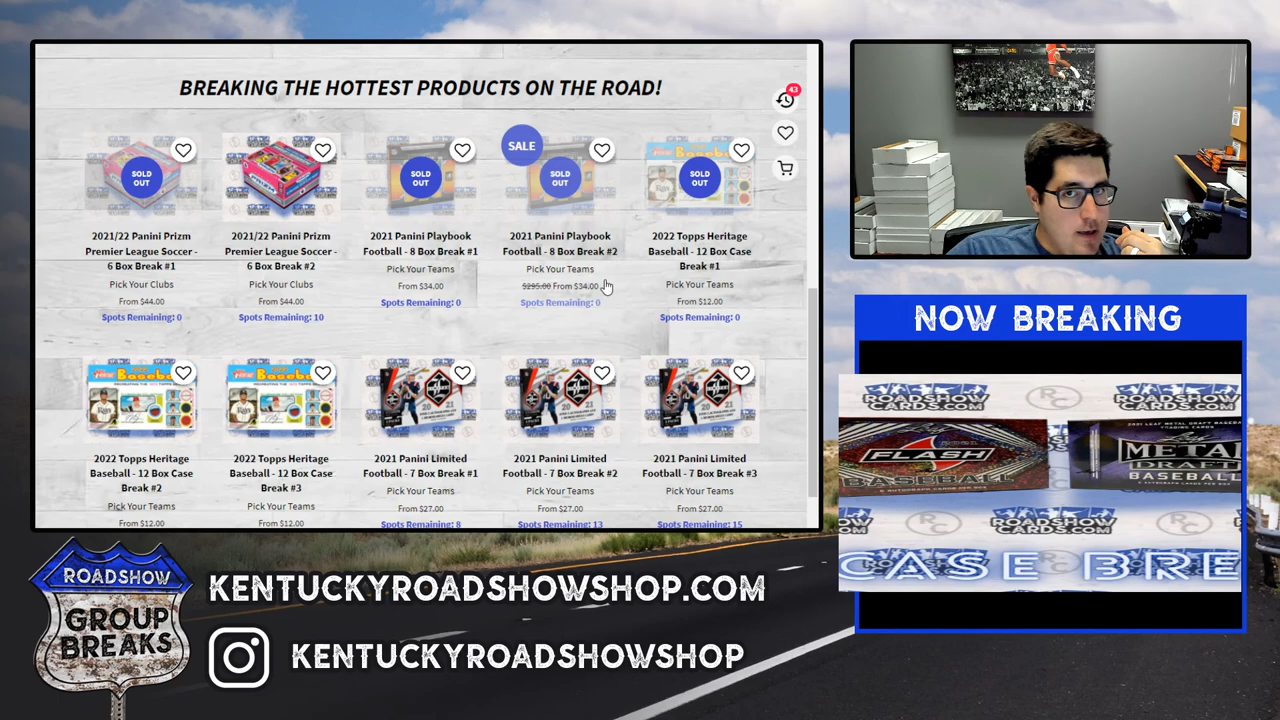 BREAKING THE HOTTEST PRODUCTS ON THE ROAD!
43
SOLD OUT
SOLD OUT
SALE
SOLD OUT
SOLD OUT
2021/22 Panini Prizm
Premier League Soccer -
6 Box Break #1
Pick Your Clubs
From $44.00
Spots Remaining: 0
2021/22 Panini Prizm
Premier League Soccer -
6 Box Break #2
Pick Your Clubs
From $44.00
Spots Remaining: 10
2021 Panini Playbook
Football - 8 Box Break #1
Pick Your Teams
From $34.00
Spots Remaining: 0
2021 Panini Playbook
Football - 8 Box Break #2
Pick Your Teams
$295.00 From $34.00
Spots Remaining: 0
2022 Topps Heritage
Baseball - 12 Box Case
Break #1
Pick Your Teams
From $12.00
Spots Remaining: 0
2022 Topps Heritage
Baseball - 12 Box Case
Break #2
Pick Your Teams
From $12.00
2022 Topps Heritage
Baseball - 12 Box Case
Break #3
Pick Your Teams
From $12.00
2021 Panini Limited
Football - 7 Box Break #1
Pick Your Teams
From $27.00
Spots Remaining: 8
2021 Panini Limited
Football - 7 Box Break #2
Pick Your Teams
From $27.00
Spots Remaining: 13
2021 Panini Limited
Football - 7 Box Break #3
Pick Your Teams
From $27.00
Spots Remaining: 15
NOW BREAKING
ROADSHOW
CARDS.COM
RC
ROADSHOW
CARDS.COM
2021
FLASH
BASEBALL
METAL
DRAFT
BASEBALL
RC
ROADSHOW
CARDS.COM
RC
CASE BRE
ROADSHOW
GROUP
BREAKS
KENTUCKYROADSHOWSHOP.COM
KENTUCKYROADSHOWSHOP